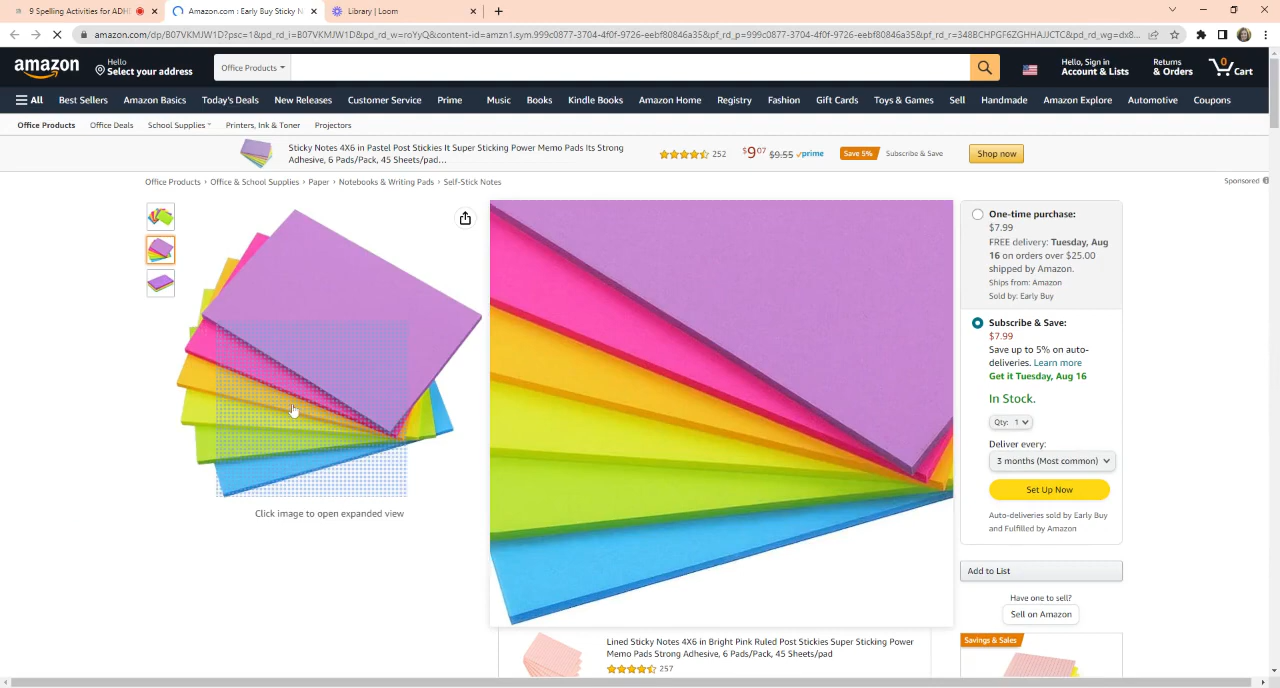 9 Spelling Activities for ADHD
Amazon.com : Early Buy Sticky N
Library | Loom
amazon.com/dp/B07VKMJW1D?psc=1&pd_rd_i=B07VKMJW1D&pd_rd_w=roYyQ&content-id=amzn1.sym.999c0877-3704-4f0f-9726-eebf80846a35&pf_rd_p=999c0877-3704-4f0f-9726-eebf80846a35&pf_rd_r=348BCHPGF6ZGHHAJJCTC&pd_rd_wg=dx8...
amazon
Hello
Select your address
Office Products
Hello, Sign in
Account & Lists
Returns
& Orders
0
Cart
All
Best Sellers
Amazon Basics
Today's Deals
New Releases
Customer Service
Prime
Music
Books
Kindle Books
Amazon Home
Registry
Fashion
Gift Cards
Toys & Games
Sell
Handmade
Amazon Explore
Automotive
Coupons
Office Products
Office Deals
School Supplies
Printers, Ink & Toner
Projectors
Sticky Notes 4X6 in Pastel Post Stickies It Super Sticking Power Memo Pads Its Strong
Adhesive, 6 Pads/Pack, 45 Sheets/pad...
252
$9.07 $9.55 prime
Save 5%
Subscribe & Save
Shop now
Office Products › Office & School Supplies › Paper › Notebooks & Writing Pads › Self-Stick Notes
Sponsored
Click image to open expanded view
One-time purchase:
$7.99
FREE delivery: Tuesday, Aug
16 on orders over $25.00
shipped by Amazon.
Ships from: Amazon
Sold by: Early Buy
Subscribe & Save:
$7.99
Save up to 5% on auto-
deliveries. Learn more
Get it Tuesday, Aug 16
In Stock.
Qty: 1
Deliver every:
3 months (Most common)
Set Up Now
Auto-deliveries sold by Early Buy
and Fulfilled by Amazon
Add to List
Have one to sell?
Sell on Amazon
Lined Sticky Notes 4X6 in Bright Pink Ruled Post Stickies Super Sticking Power
Memo Pads Strong Adhesive, 6 Pads/Pack, 45 Sheets/pad
257
Savings & Sales